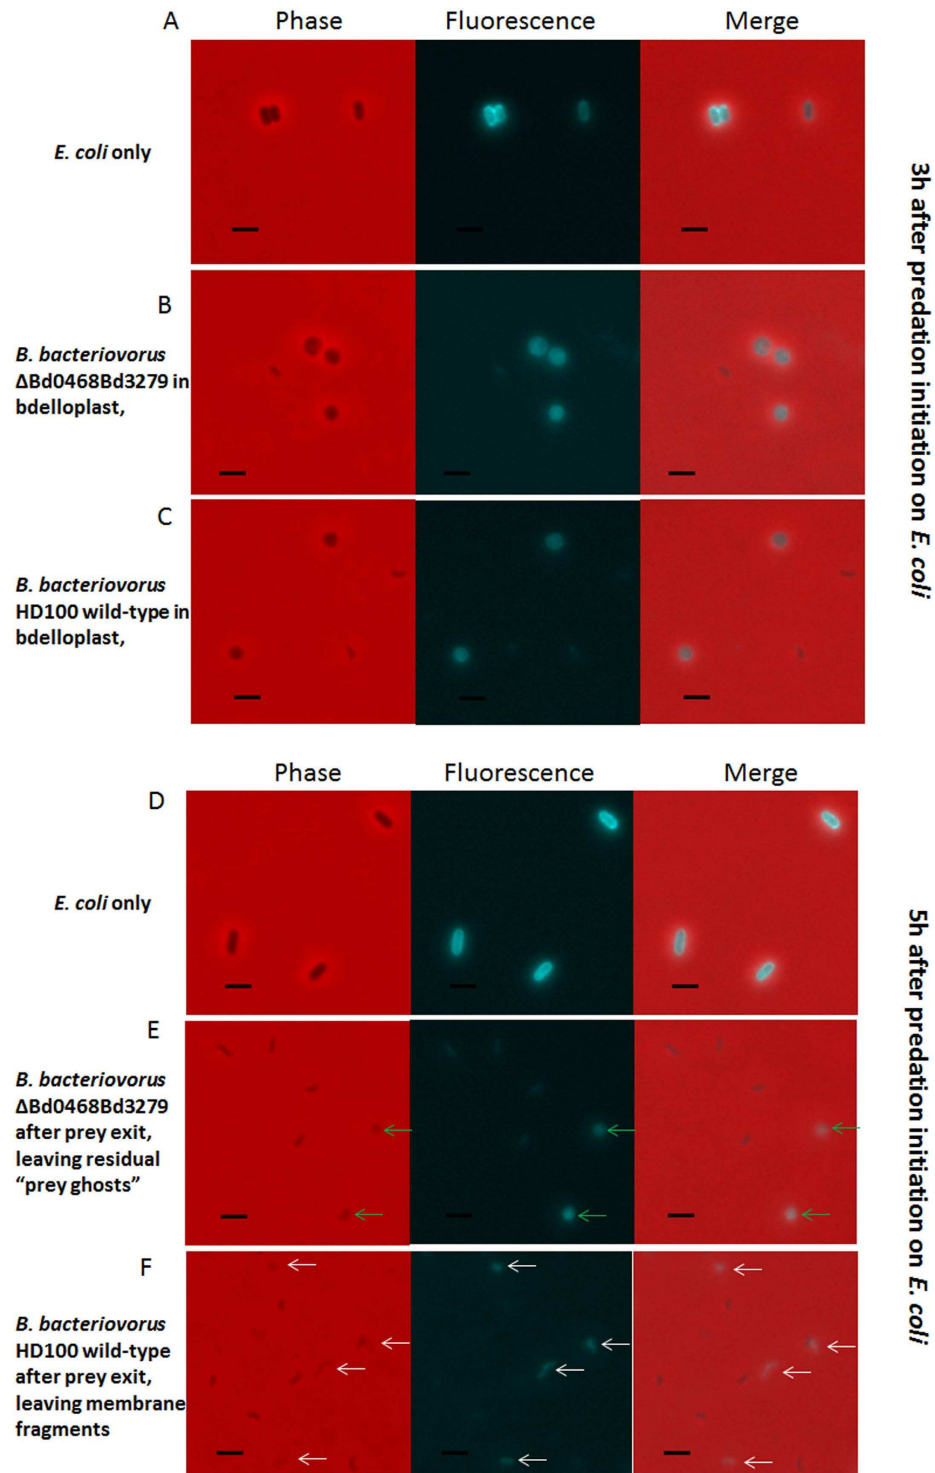 A
Phase Fluorescence Merge
E. coli only
B
B. bacteriovorus
ΔBd0468Bd3279 in
bdelloplast,
C
B. bacteriovorus
HD100 wild-type in
bdelloplast,
3h after predation initiation on E. coli
Phase Fluorescence Merge
D
E. coli only
E
B. bacteriovorus
ΔBd0468Bd3279
after prey exit,
leaving residual
“prey ghosts”
F
B. bacteriovorus
HD100 wild-type
after prey exit,
leaving membrane
fragments
5h after predation initiation on E. coli